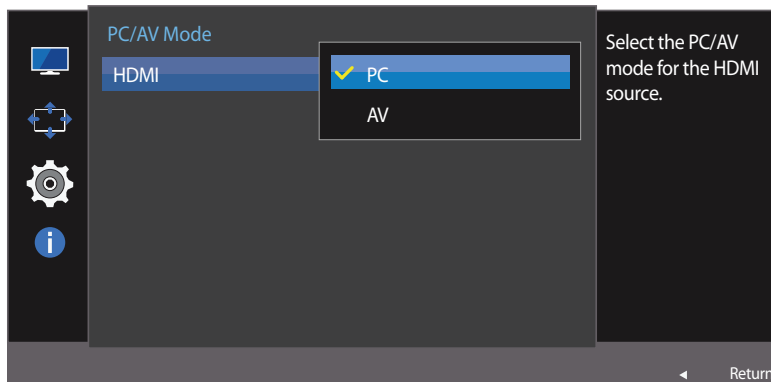 PC/AV Mode
HDMI
PC
AV
Select the PC/AV
mode for the HDMI
source.
Return